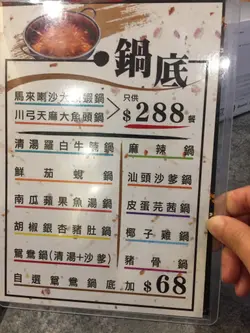 鍋底
馬來喇沙大蝦鍋
川弓天麻大魚頭鍋
只供
$288
清湯羅白牛鍋
麻辣鍋
鮮茄蜆鍋
汕頭沙爹鍋
南瓜蘋果魚湯鍋
皮蛋芫茜鍋
胡椒銀杏豬肚鍋
椰子雞鍋
鴛鴦鍋(清湯+沙爹)
豬骨鍋
自選鴛鴦鍋底加 $68